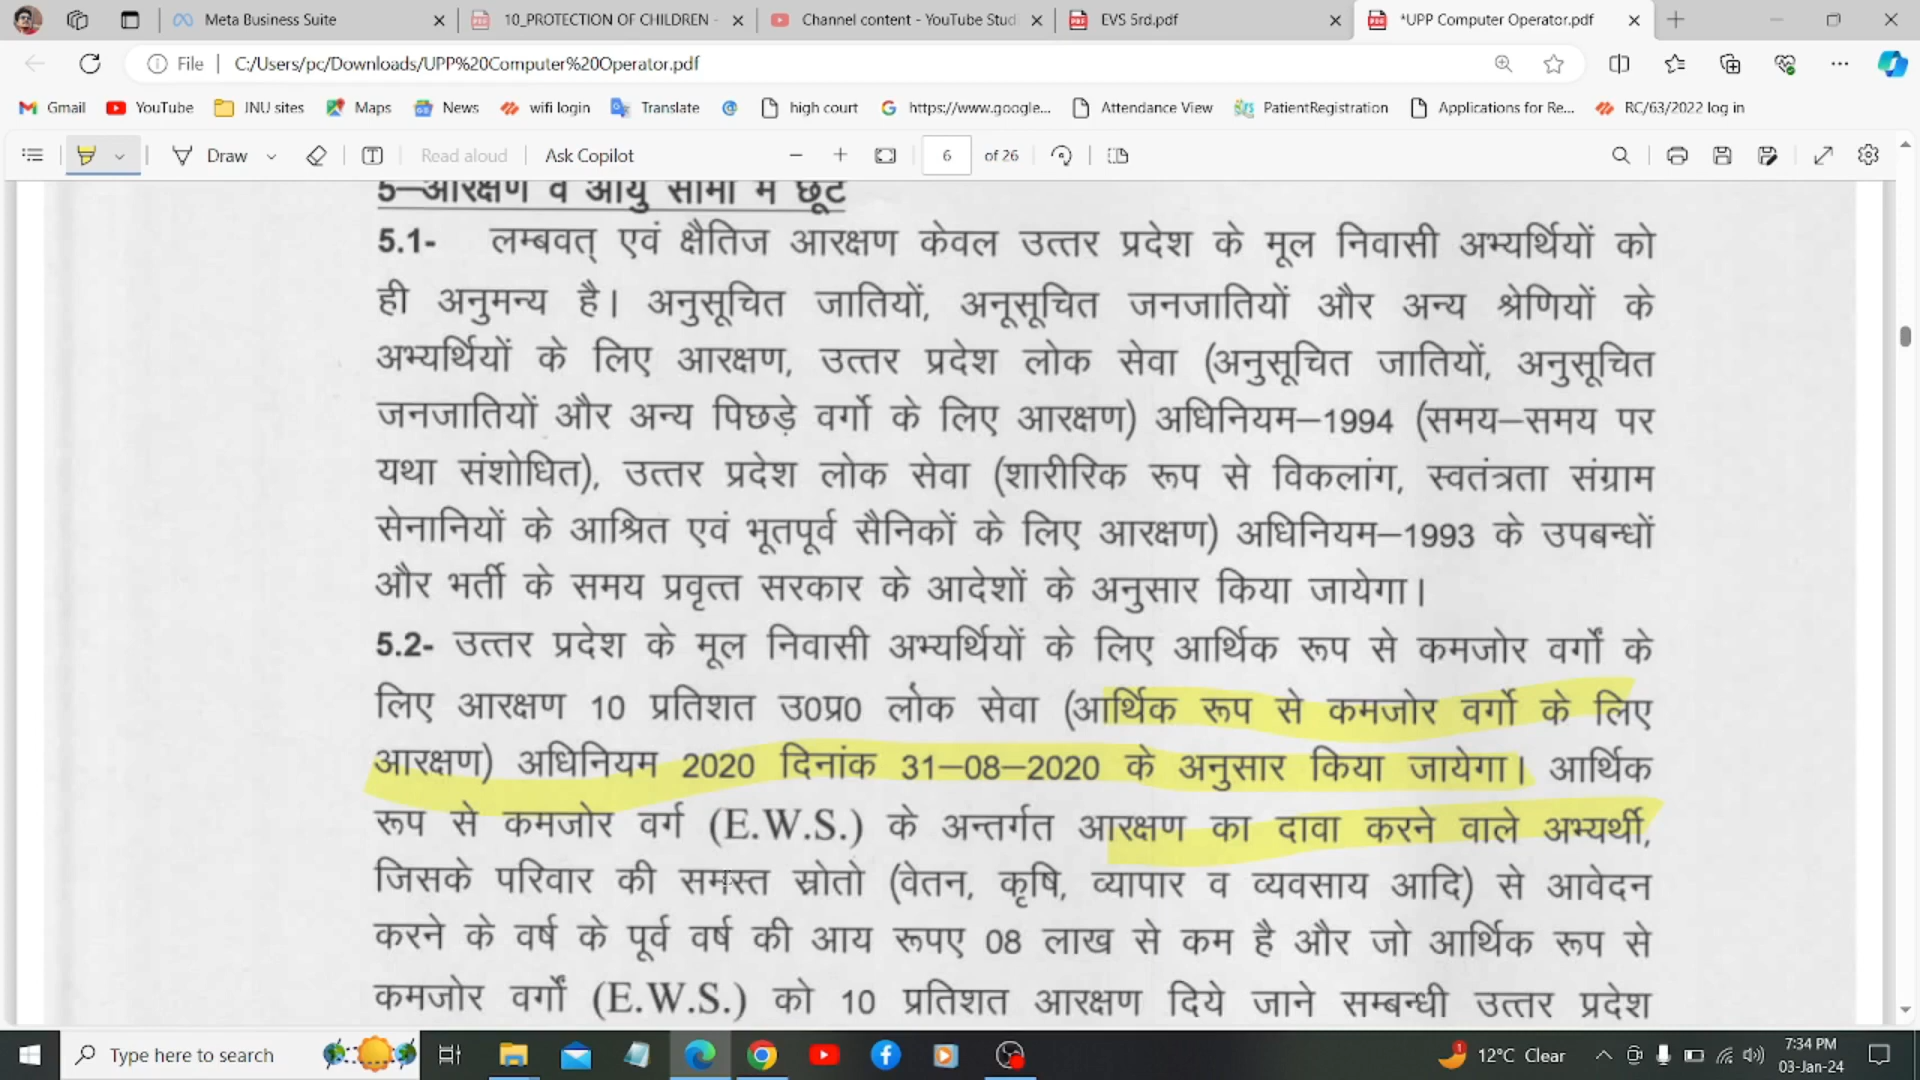 Meta Business Suite
10_PROTECTION OF CHILDREN -
Channel content - YouTube Stud
EVS 5rd.pdf
*UPP Computer Operator.pdf
File
C:/Users/pc/Downloads/UPP%20Computer%20Operator.pdf
Gmail
YouTube
JNU sites
Maps
News
wifi login
Translate
high court
https://www.google...
Attendance View
PatientRegistration
Applications for Re...
RC/63/2022 log in
Draw
Read aloud
Ask Copilot
6
of 26
5–आरक्षण व आयु सीमा में छूट
5.1- लम्बवत् एवं क्षैतिज आरक्षण केवल उत्तर प्रदेश के मूल निवासी अभ्यर्थियों को
ही अनुमन्य है। अनुसूचित जातियों, अनूसूचित जनजातियों और अन्य श्रेणियों के
अभ्यर्थियों के लिए आरक्षण, उत्तर प्रदेश लोक सेवा (अनुसूचित जातियों, अनुसूचित
जनजातियों और अन्य पिछड़े वर्गो के लिए आरक्षण) अधिनियम–1994 (समय–समय पर
यथा संशोधित), उत्तर प्रदेश लोक सेवा (शारीरिक रूप से विकलांग, स्वतंत्रता संग्राम
सेनानियों के आश्रित एवं भूतपूर्व सैनिकों के लिए आरक्षण) अधिनियम–1993 के उपबन्धों
और भर्ती के समय प्रवृत्त सरकार के आदेशों के अनुसार किया जायेगा।
5.2- उत्तर प्रदेश के मूल निवासी अभ्यर्थियों के लिए आर्थिक रूप से कमजोर वर्गों के
लिए आरक्षण 10 प्रतिशत उ0प्र0 लोक सेवा (आर्थिक रूप से कमजोर वर्गो के लिए
आरक्षण) अधिनियम 2020 दिनांक 31–08–2020 के अनुसार किया जायेगा। आर्थिक
रूप से कमजोर वर्ग (E.W.S.) के अन्तर्गत आरक्षण का दावा करने वाले अभ्यर्थी,
जिसके परिवार की समस्त स्रोतो (वेतन, कृषि, व्यापार व व्यवसाय आदि) से आवेदन
करने के वर्ष के पूर्व वर्ष की आय रूपए 08 लाख से कम है और जो आर्थिक रूप से
कमजोर वर्गों (E.W.S.) को 10 प्रतिशत आरक्षण दिये जाने सम्बन्धी उत्तर प्रदेश
Type here to search
1
12°C Clear
7:34 PM
03-Jan-24